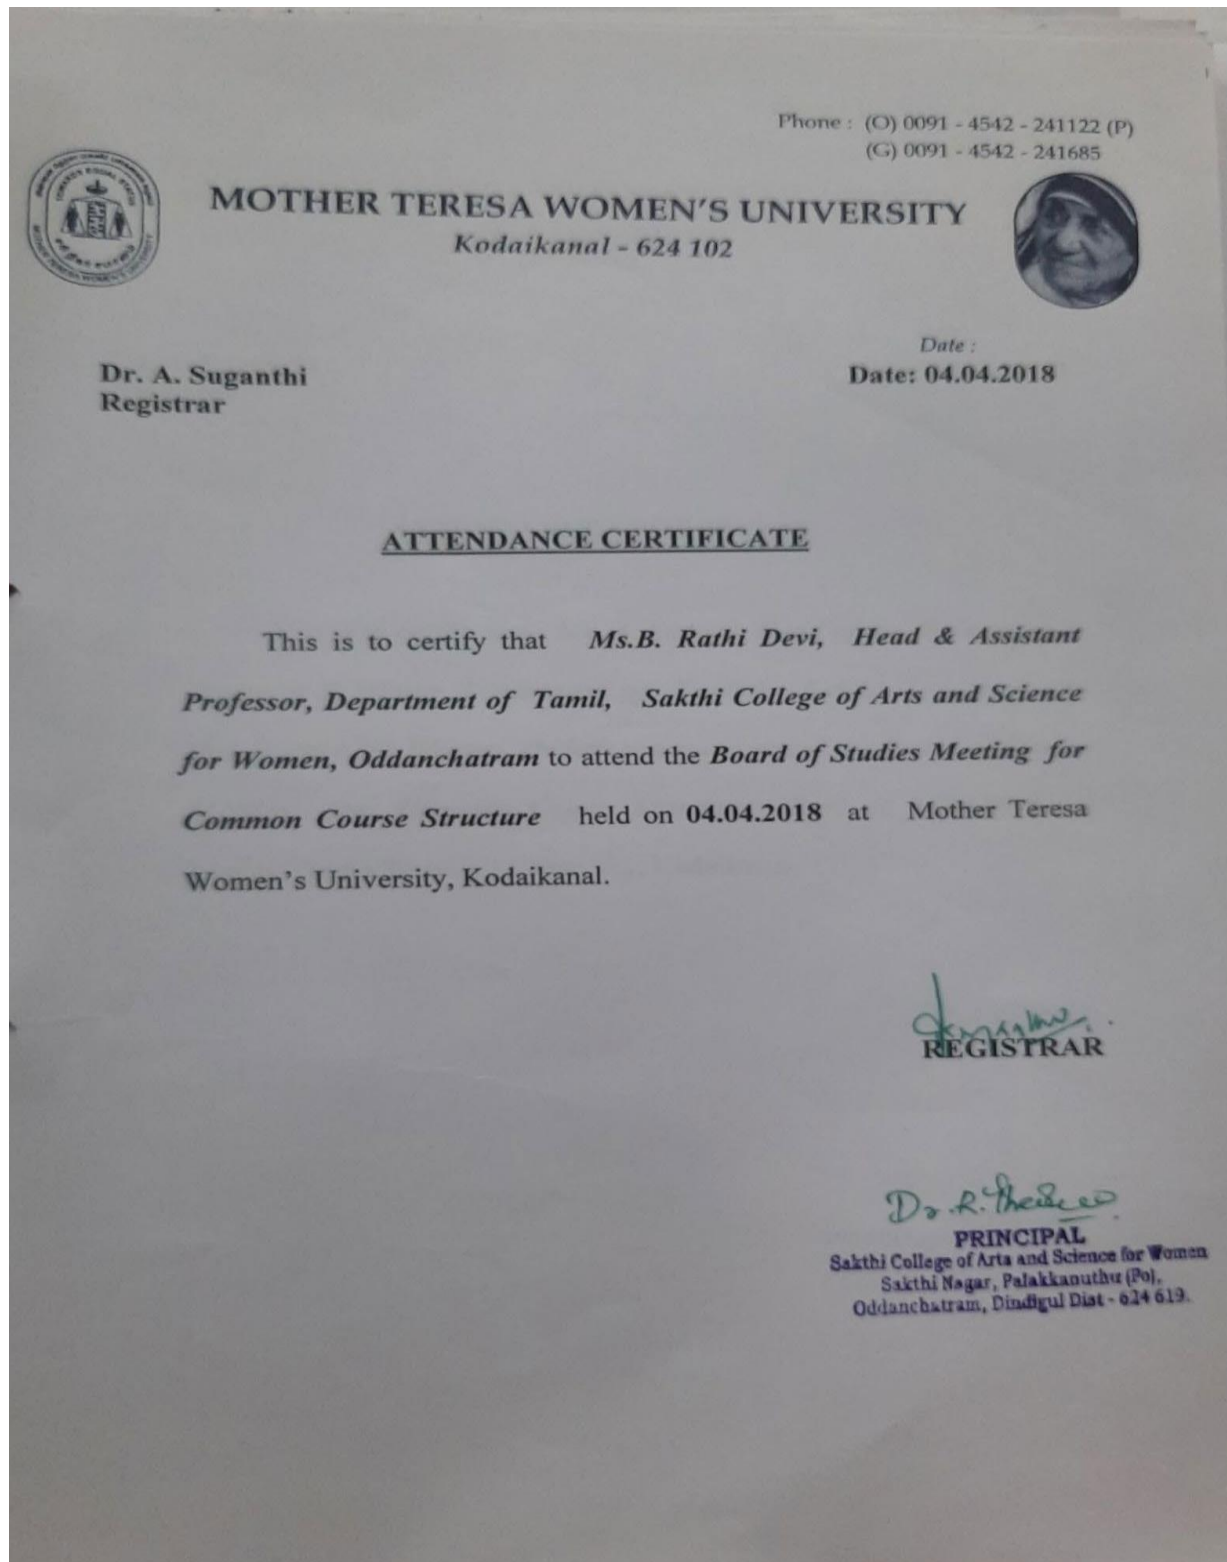 Phone : (O) 0091 - 4542 - 241122 (P)
(G) 0091 - 4542 - 241685
MOTHER TERESA WOMEN'S UNIVERSITY
Kodaikanal - 624 102
Date :
Dr. A. Suganthi
Date: 04.04.2018
Registrar
ATTENDANCE CERTIFICATE
This is to certify that Ms.B. Rathi Devi, Head & Assistant
Professor, Department of Tamil, Sakthi College of Arts and Science
for Women, Oddanchatram to attend the Board of Studies Meeting for
Common Course Structure held on 04.04.2018 at Mother Teresa
Women's University, Kodaikanal.
REGISTRAR
Dr. R.
PRINCIPAL
Sakthi College of Arts and Science for Women
Sakthi Nagar, Palakkanuthu (Po),
Oddanchatram, Dindigul Dist - 624 619.